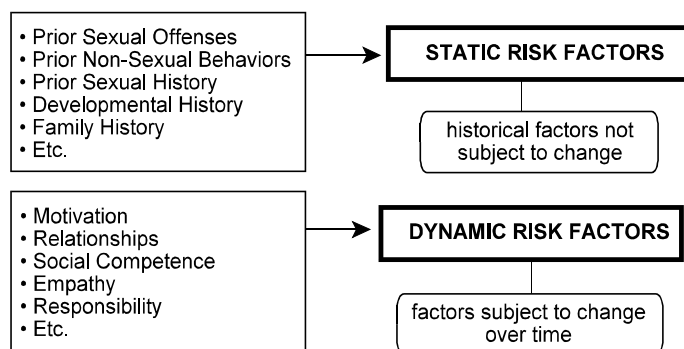 • Prior Sexual Offenses
• Prior Non-Sexual Behaviors
• Prior Sexual History
• Developmental History
• Family History
• Etc.
STATIC RISK FACTORS
historical factors not
subject to change
• Motivation
• Relationships
• Social Competence
• Empathy
• Responsibility
• Etc.
DYNAMIC RISK FACTORS
factors subject to change
over time